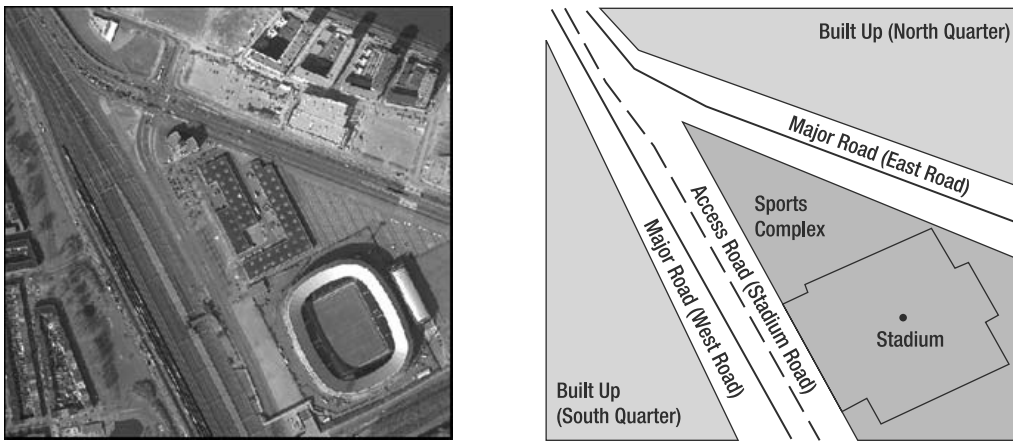 Built Up (North Quarter)
Major Road (East Road)
Sports
Complex
Access Road (Stadium Road)
Major Road (West Road)
Stadium
Built Up
(South Quarter)